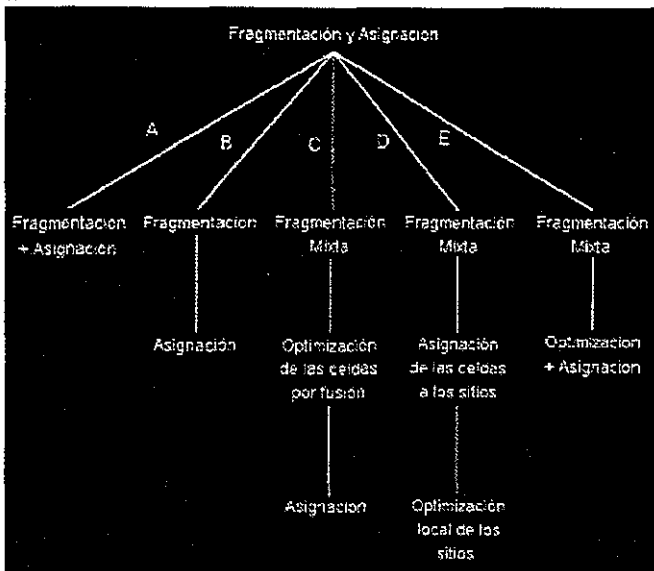 Fragmentación y Asignacion
A
B
C
D
E
Fragmentacion
+ Asignación
Fragmentacion
Fragmentación
Mixta
Fragmentación
Mixta
Fragmentación
Mixta
Asignación
Optimización
de las celdas
por fusión
Asignación
de las celdas
a los sitios
Optimizacion
+ Asignacion
Asignacion
Optimización
local de los
sitios